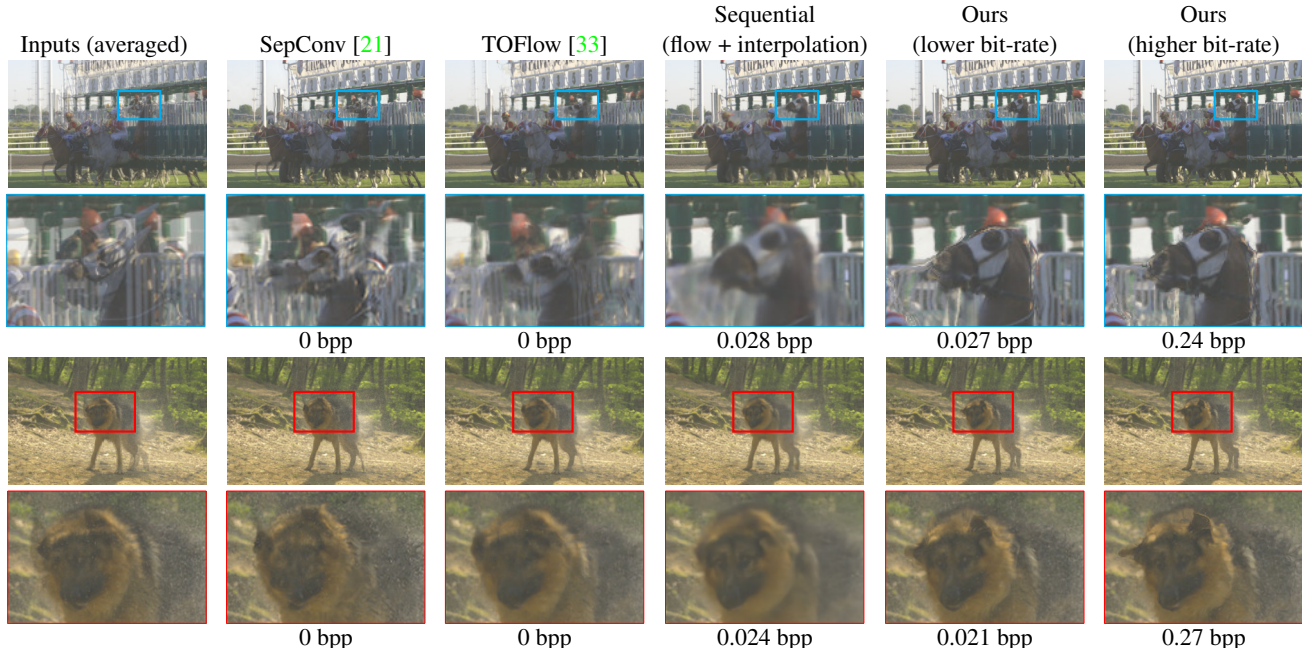 Inputs (averaged)
SepConv [21]
TOFlow [33]
Sequential
(flow + interpolation)
Ours
(lower bit-rate)
Ours
(higher bit-rate)
0 bpp
0 bpp
0.028 bpp
0.027 bpp
0.24 bpp
0 bpp
0 bpp
0.024 bpp
0.021 bpp
0.27 bpp